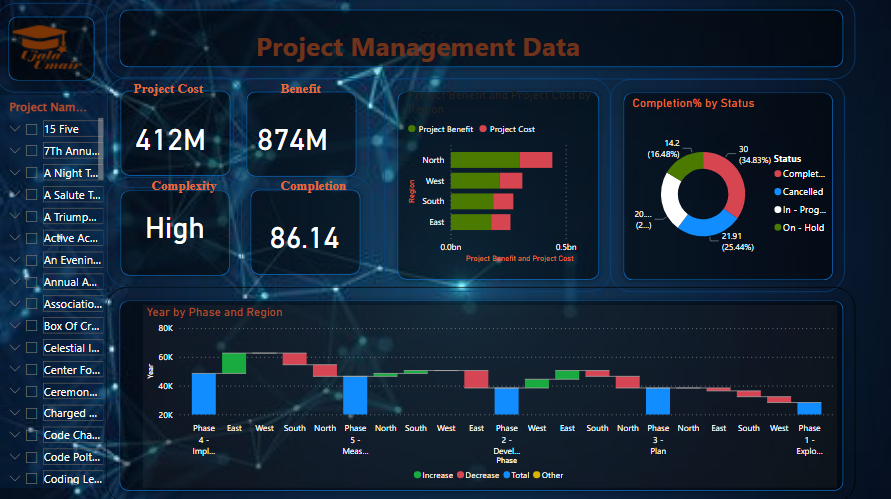 Ujala
Umair
Project Management Data
Project Nam...
15 Five
7Th Annu...
A Night T...
A Salute T...
A Triump...
Active Ac...
An Evenin...
Annual A...
Associatio...
Box Of Cr...
Celestial I...
Center Fo...
Ceremon...
Charged ...
Code Cha...
Code Polt...
Coding Le...
Project Cost
412M
Benefit
874M
Complexity
High
Completion
86.14
Project Benefit and Project Cost by
Region
Project Benefit
Project Cost
Region
North
West
South
East
0.0bn
0.5bn
Project Benefit and Project Cost
Completion% by Status
14.2
(16.48%)
30
(34.83%)
20....
(2...)
21.91
(25.44%)
Status
Complet...
Cancelled
In - Prog...
On - Hold
Year by Phase and Region
Year
80K
60K
40K
20K
Phase
4 -
Impl...
East
West
South
North
Phase
5 -
Meas...
North
South
West
East
Phase
2 -
Devel...
West
East
South
North
Phase
3 -
Plan
North
East
South
West
Phase
1 -
Explo...
Phase
Increase
Decrease
Total
Other